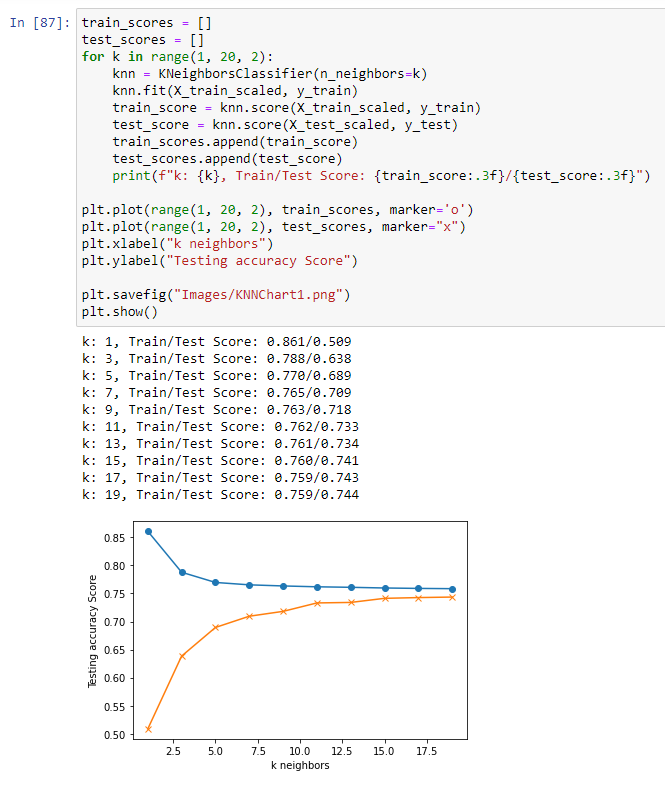 In [87]: train_scores = []
test_scores = []
for k in range(1, 20, 2):
    knn = KNeighborsClassifier(n_neighbors=k)
    knn.fit(X_train_scaled, y_train)
    train_score = knn.score(X_train_scaled, y_train)
    test_score = knn.score(X_test_scaled, y_test)
    train_scores.append(train_score)
    test_scores.append(test_score)
    print(f"k: {k}, Train/Test Score: {train_score:.3f}/{test_score:.3f}")

plt.plot(range(1, 20, 2), train_scores, marker='o')
plt.plot(range(1, 20, 2), test_scores, marker="x")
plt.xlabel("k neighbors")
plt.ylabel("Testing accuracy Score")

plt.savefig("Images/KNNChart1.png")
plt.show()
k: 1, Train/Test Score: 0.861/0.509
k: 3, Train/Test Score: 0.788/0.638
k: 5, Train/Test Score: 0.770/0.689
k: 7, Train/Test Score: 0.765/0.709
k: 9, Train/Test Score: 0.763/0.718
k: 11, Train/Test Score: 0.762/0.733
k: 13, Train/Test Score: 0.761/0.734
k: 15, Train/Test Score: 0.760/0.741
k: 17, Train/Test Score: 0.759/0.743
k: 19, Train/Test Score: 0.759/0.744
Testing accuracy Score
0.85
0.80
0.75
0.70
0.65
0.60
0.55
0.50
2.5 5.0 7.5 10.0 12.5 15.0 17.5
k neighbors